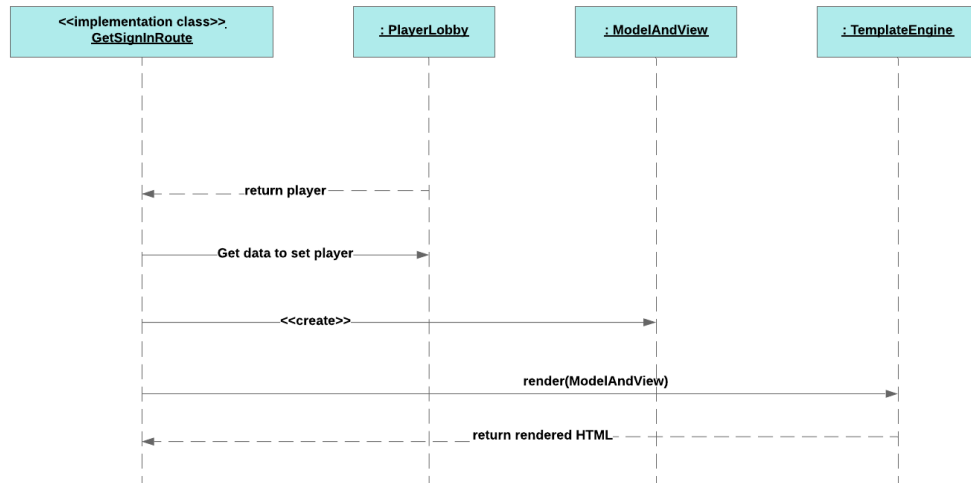 <<implementation class>>
GetSignInRoute
: PlayerLobby
: ModelAndView
: TemplateEngine
return player
Get data to set player
<<create>>
render(ModelAndView)
return rendered HTML